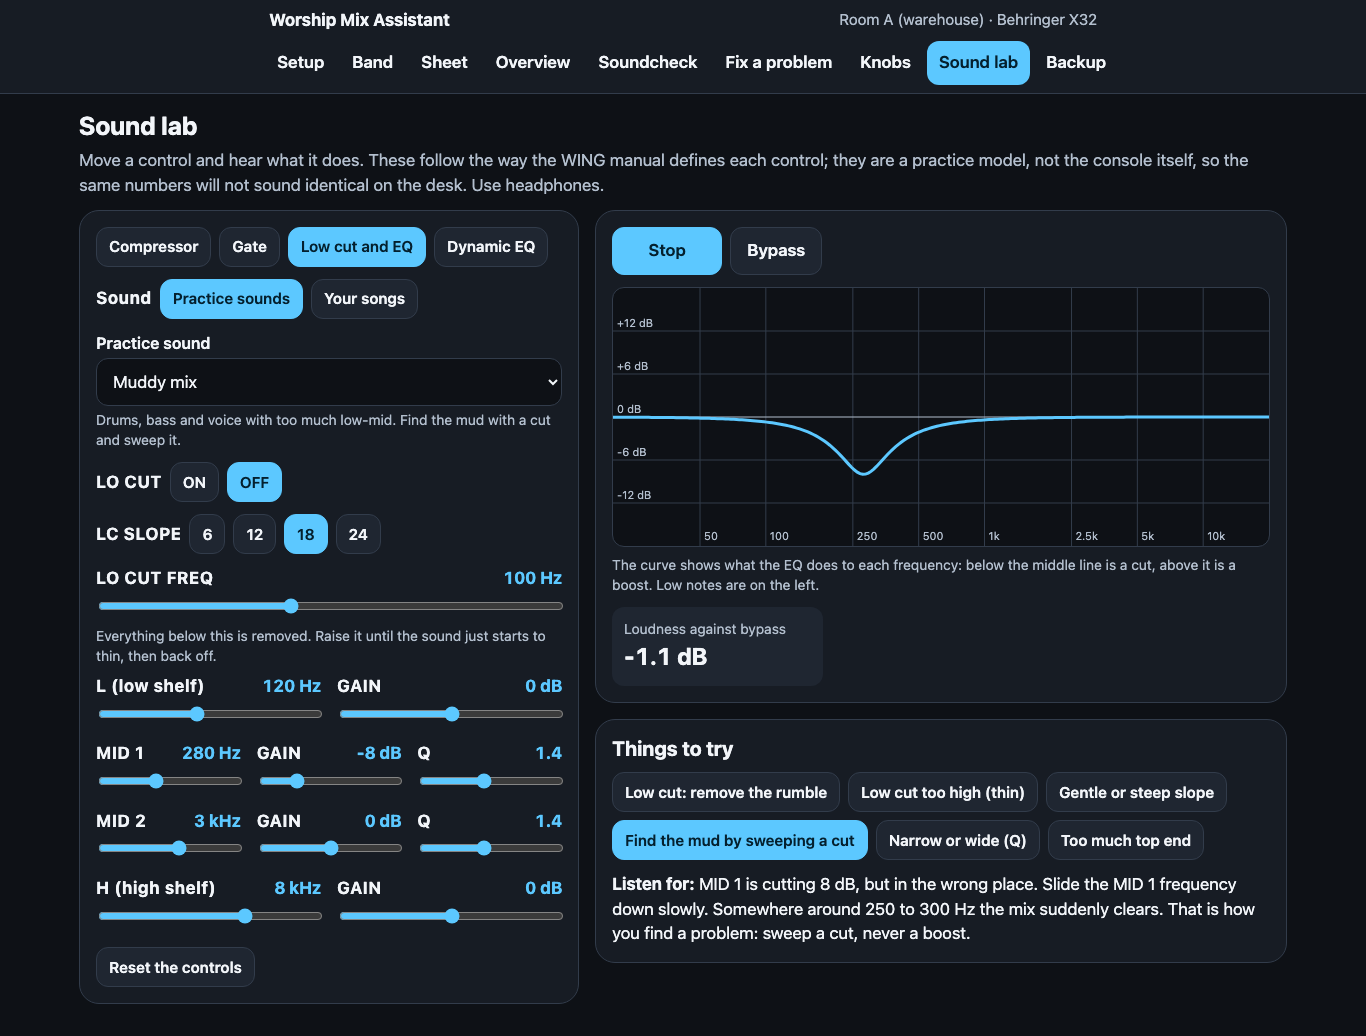 Worship Mix Assistant
Room A (warehouse) · Behringer X32
Setup
Band
Sheet
Overview
Soundcheck
Fix a problem
Knobs
Sound lab
Backup
Sound lab
Move a control and hear what it does. These follow the way the WING manual defines each control; they are a practice model, not the console itself, so the
same numbers will not sound identical on the desk. Use headphones.
Compressor
Gate
Low cut and EQ
Dynamic EQ
Sound
Practice sounds
Your songs
Practice sound
Muddy mix
Drums, bass and voice with too much low-mid. Find the mud with a cut
and sweep it.
LO CUT
ON
OFF
LC SLOPE
6
12
18
24
LO CUT FREQ
100 Hz
Everything below this is removed. Raise it until the sound just starts to
thin, then back off.
L (low shelf)
120 Hz
GAIN
0 dB
MID 1
280 Hz
GAIN
-8 dB
Q
1.4
MID 2
3 kHz
GAIN
0 dB
Q
1.4
H (high shelf)
8 kHz
GAIN
0 dB
Reset the controls
Stop
Bypass
+12 dB
+6 dB
0 dB
-6 dB
-12 dB
50
100
250
500
1k
2.5k
5k
10k
The curve shows what the EQ does to each frequency: below the middle line is a cut, above it is a
boost. Low notes are on the left.
Loudness against bypass
-1.1 dB
Things to try
Low cut: remove the rumble
Low cut too high (thin)
Gentle or steep slope
Find the mud by sweeping a cut
Narrow or wide (Q)
Too much top end
Listen for: MID 1 is cutting 8 dB, but in the wrong place. Slide the MID 1 frequency
down slowly. Somewhere around 250 to 300 Hz the mix suddenly clears. That is how
you find a problem: sweep a cut, never a boost.